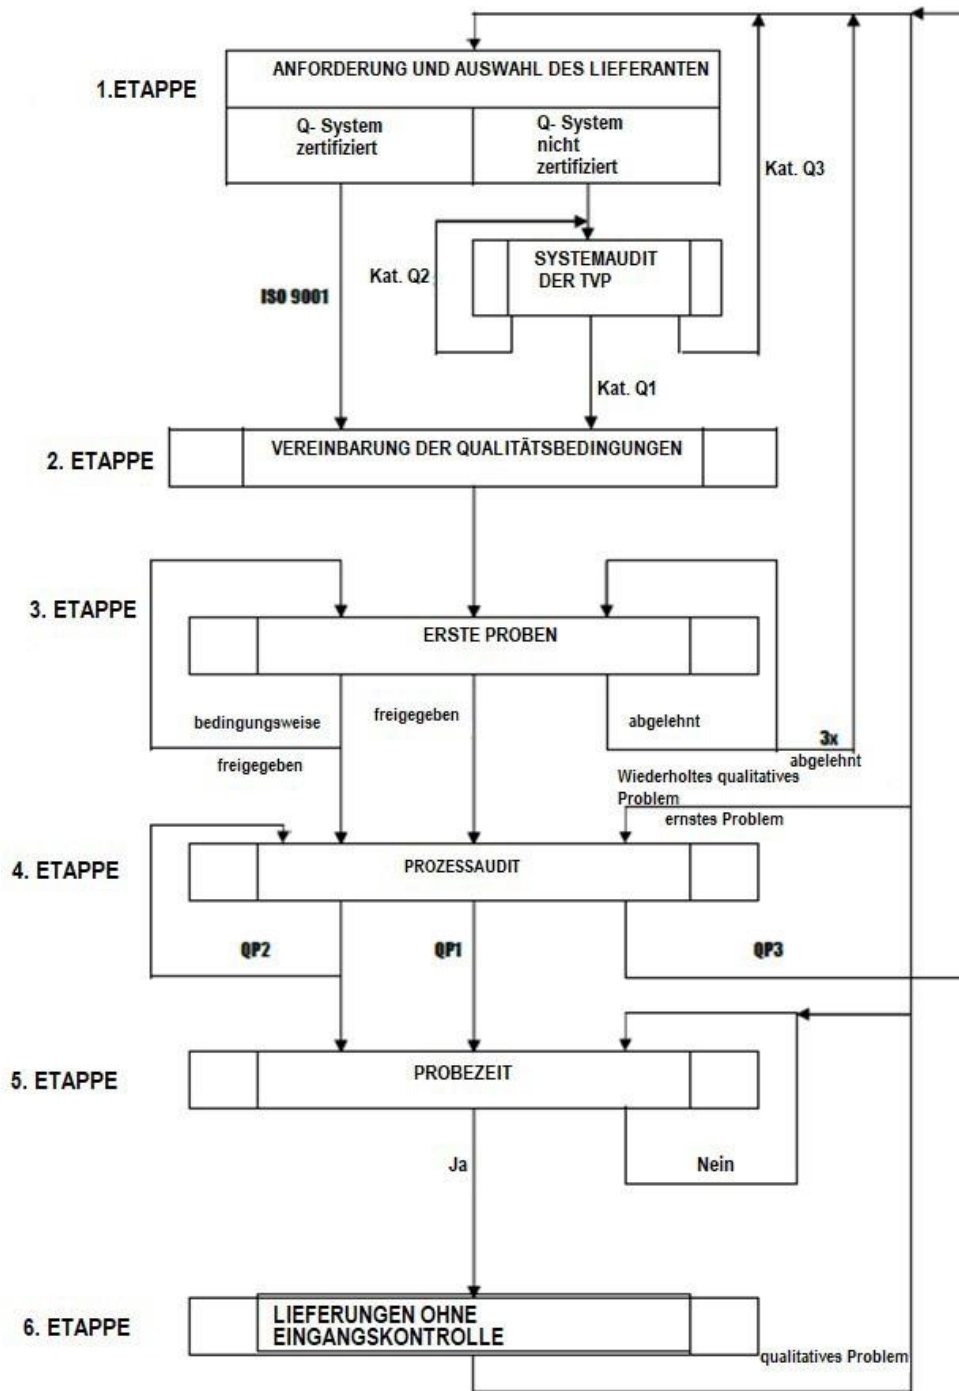 1.ETAPPE
ANFORDERUNG UND AUSWAHL DES LIEFERANTEN
Q- System
zertifiziert
Q- System
nicht
zertifiziert
Kat. Q3
Kat. Q2
SYSTEMAUDIT
DER TVP
ISO 9001
Kat. Q1
2. ETAPPE
VEREINBARUNG DER QUALITÄTSBEDINGUNGEN
3. ETAPPE
ERSTE PROBEN
bedingungsweise
freigegeben
freigegeben
abgelehnt
3x
abgelehnt
Wiederholtes qualitatives
Problem
ernstes Problem
4. ETAPPE
PROZESSAUDIT
QP2
QP1
QP3
5. ETAPPE
PROBEZEIT
Ja
Nein
6. ETAPPE
LIEFERUNGEN OHNE
EINGANGSKONTROLLE
qualitatives Problem